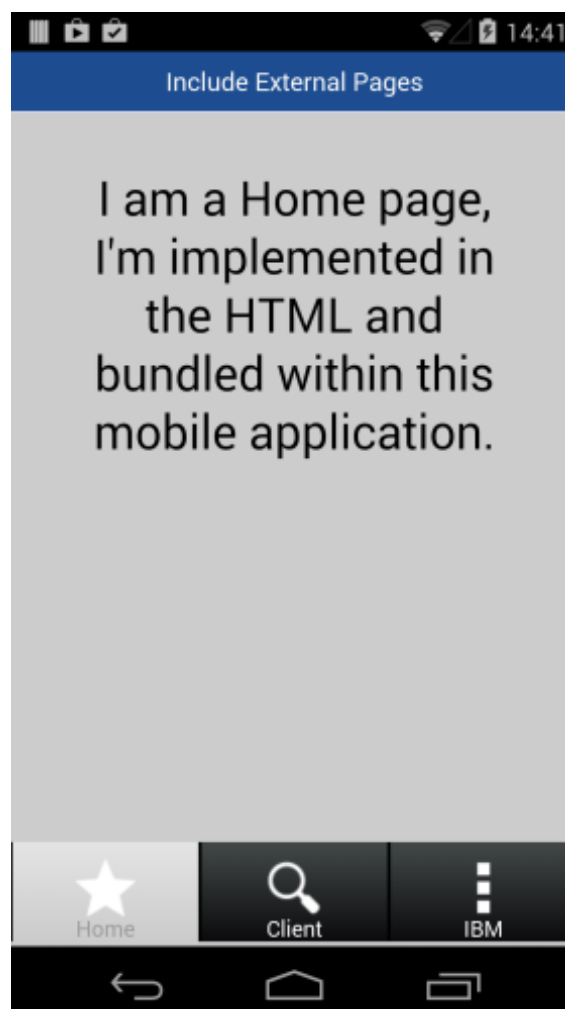 14:41
Include External Pages
I am a Home page,
I'm implemented in
the HTML and
bundled within this
mobile application.
Home
Client
IBM